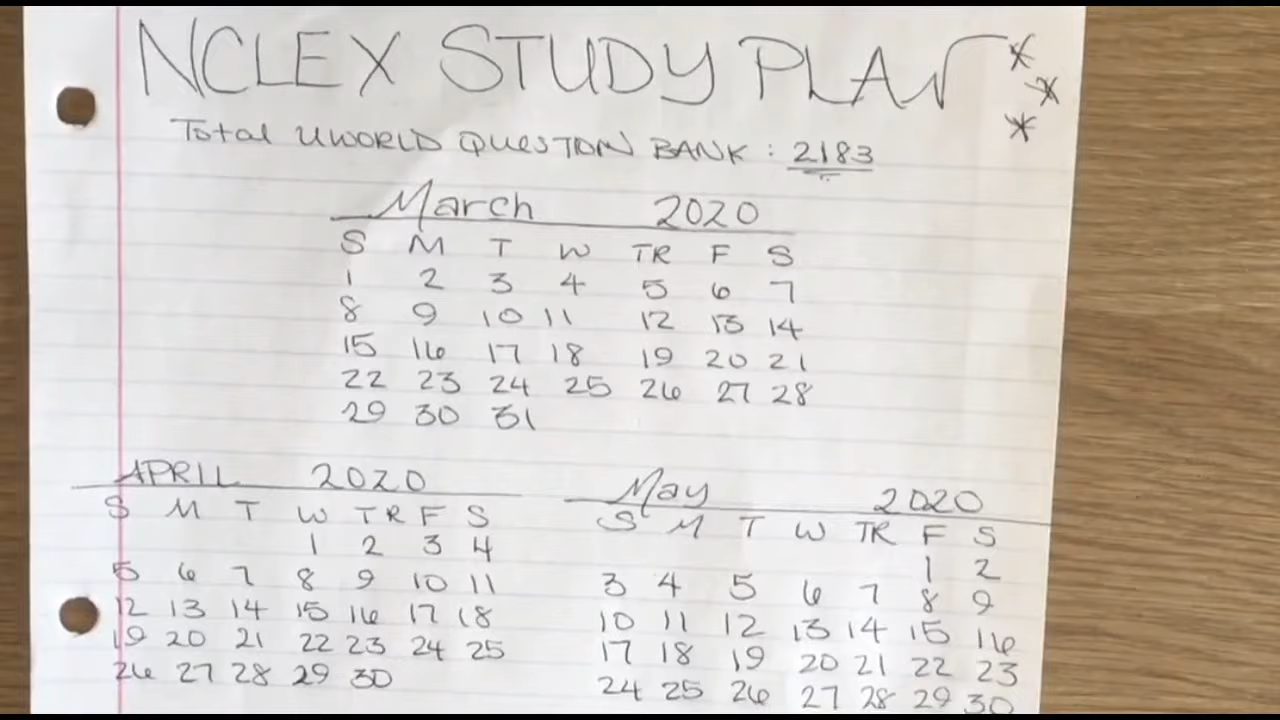 NCLEX STUDY PLAN ***
Total UWORLD QUESTION BANK : 2183
March 2020
S M T W TR F S
1 2 3 4 5 6 7
8 9 10 11 12 13 14
15 16 17 18 19 20 21
22 23 24 25 26 27 28
29 30 31
APRIL 2020
S M T W TR F S
1 2 3 4
5 6 7 8 9 10 11
12 13 14 15 16 17 18
19 20 21 22 23 24 25
26 27 28 29 30
May 2020
S M T W TR F S
1 2
3 4 5 6 7 8 9
10 11 12 13 14 15 16
17 18 19 20 21 22 23
24 25 26 27 28 29 30